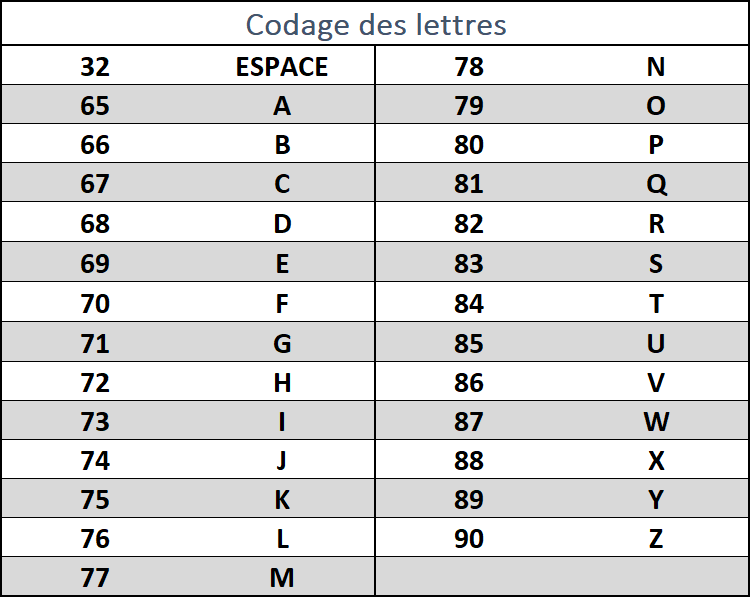 Codage des lettres
32 ESPACE 78 N
65 A 79 O
66 B 80 P
67 C 81 Q
68 D 82 R
69 E 83 S
70 F 84 T
71 G 85 U
72 H 86 V
73 I 87 W
74 J 88 X
75 K 89 Y
76 L 90 Z
77 M